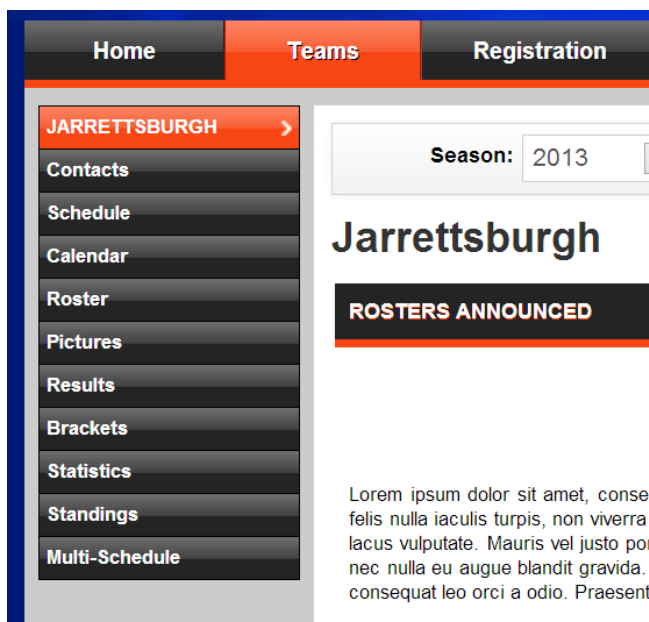 Home Teams Registration
JARRETTSBURGH
Contacts
Schedule
Calendar
Roster
Pictures
Results
Brackets
Statistics
Standings
Multi-Schedule
Season: 2013
Jarrettsburgh
ROSTERS ANNOUNCED
Lorem ipsum dolor sit amet, conse
felis nulla iaculis turpis, non viverra
lacus vulputate. Mauris vel justo por
nec nulla eu augue blandit gravida.
consequat leo orci a odio. Praesent